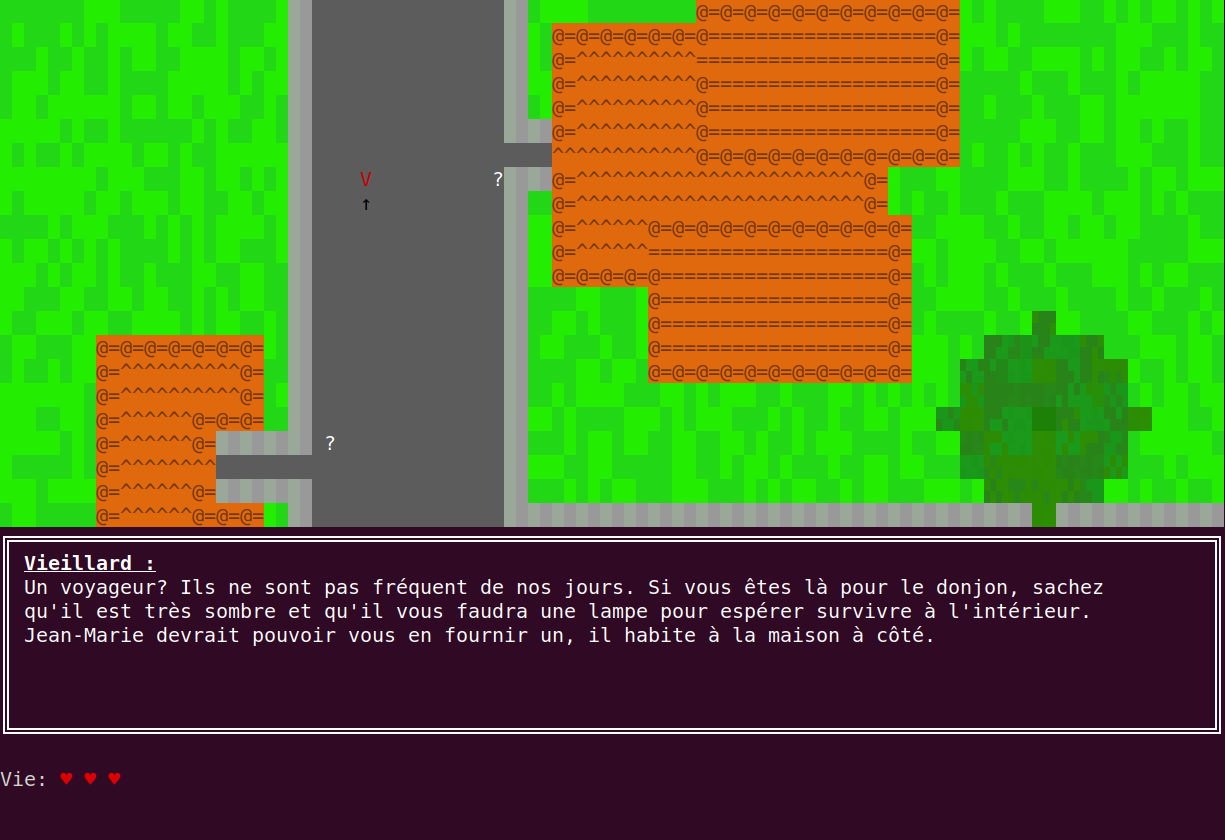 V ?
↑
?
Vieillard :
Un voyageur? Ils ne sont pas fréquent de nos jours. Si vous êtes là pour le donjon, sachez
qu'il est très sombre et qu'il vous faudra une lampe pour espérer survivre à l'intérieur.
Jean-Marie devrait pouvoir vous en fournir un, il habite à la maison à côté.
Vie: ♥ ♥ ♥